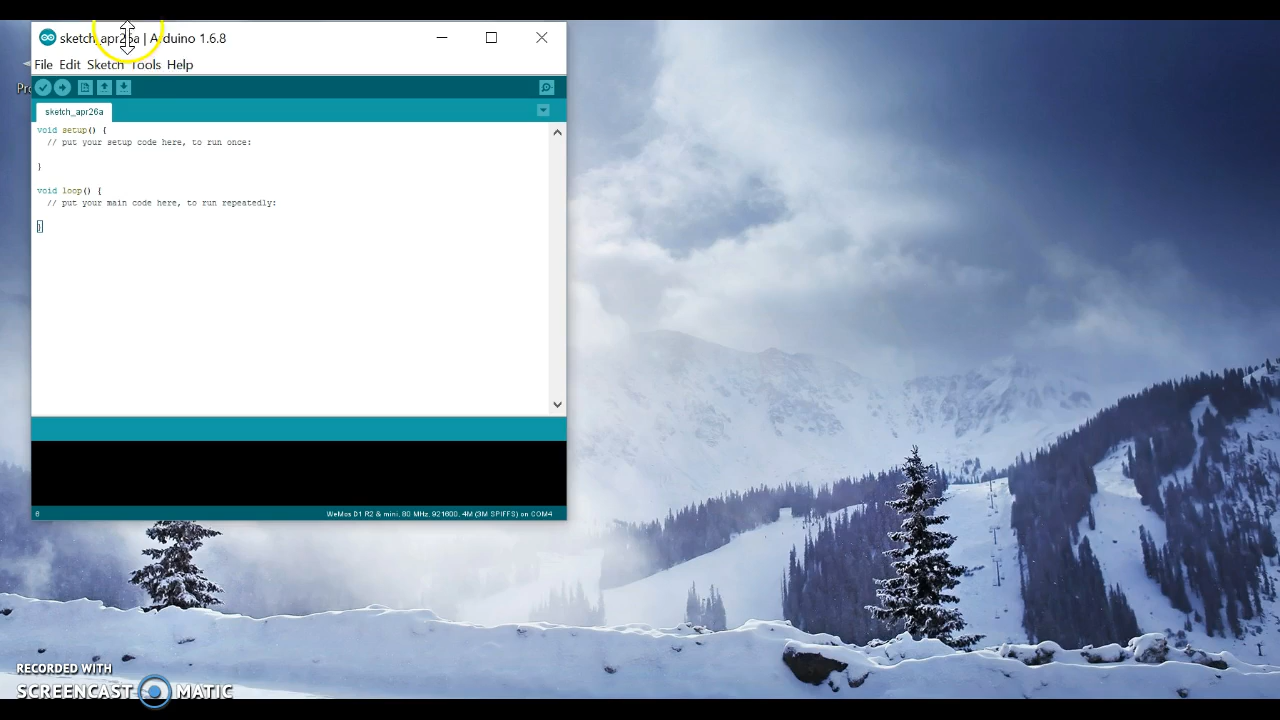 sketch_apr26a | Arduino 1.6.8
File Edit Sketch Tools Help
sketch_apr26a
void setup() {
// put your setup code here, to run once:
}
void loop() {
// put your main code here, to run repeatedly:
}
6
WeMos D1 R2 & mini, 80 MHz, 921600, 4M (3M SPIFFS) on COM4
RECORDED WITH
SCREENCAST MATIC